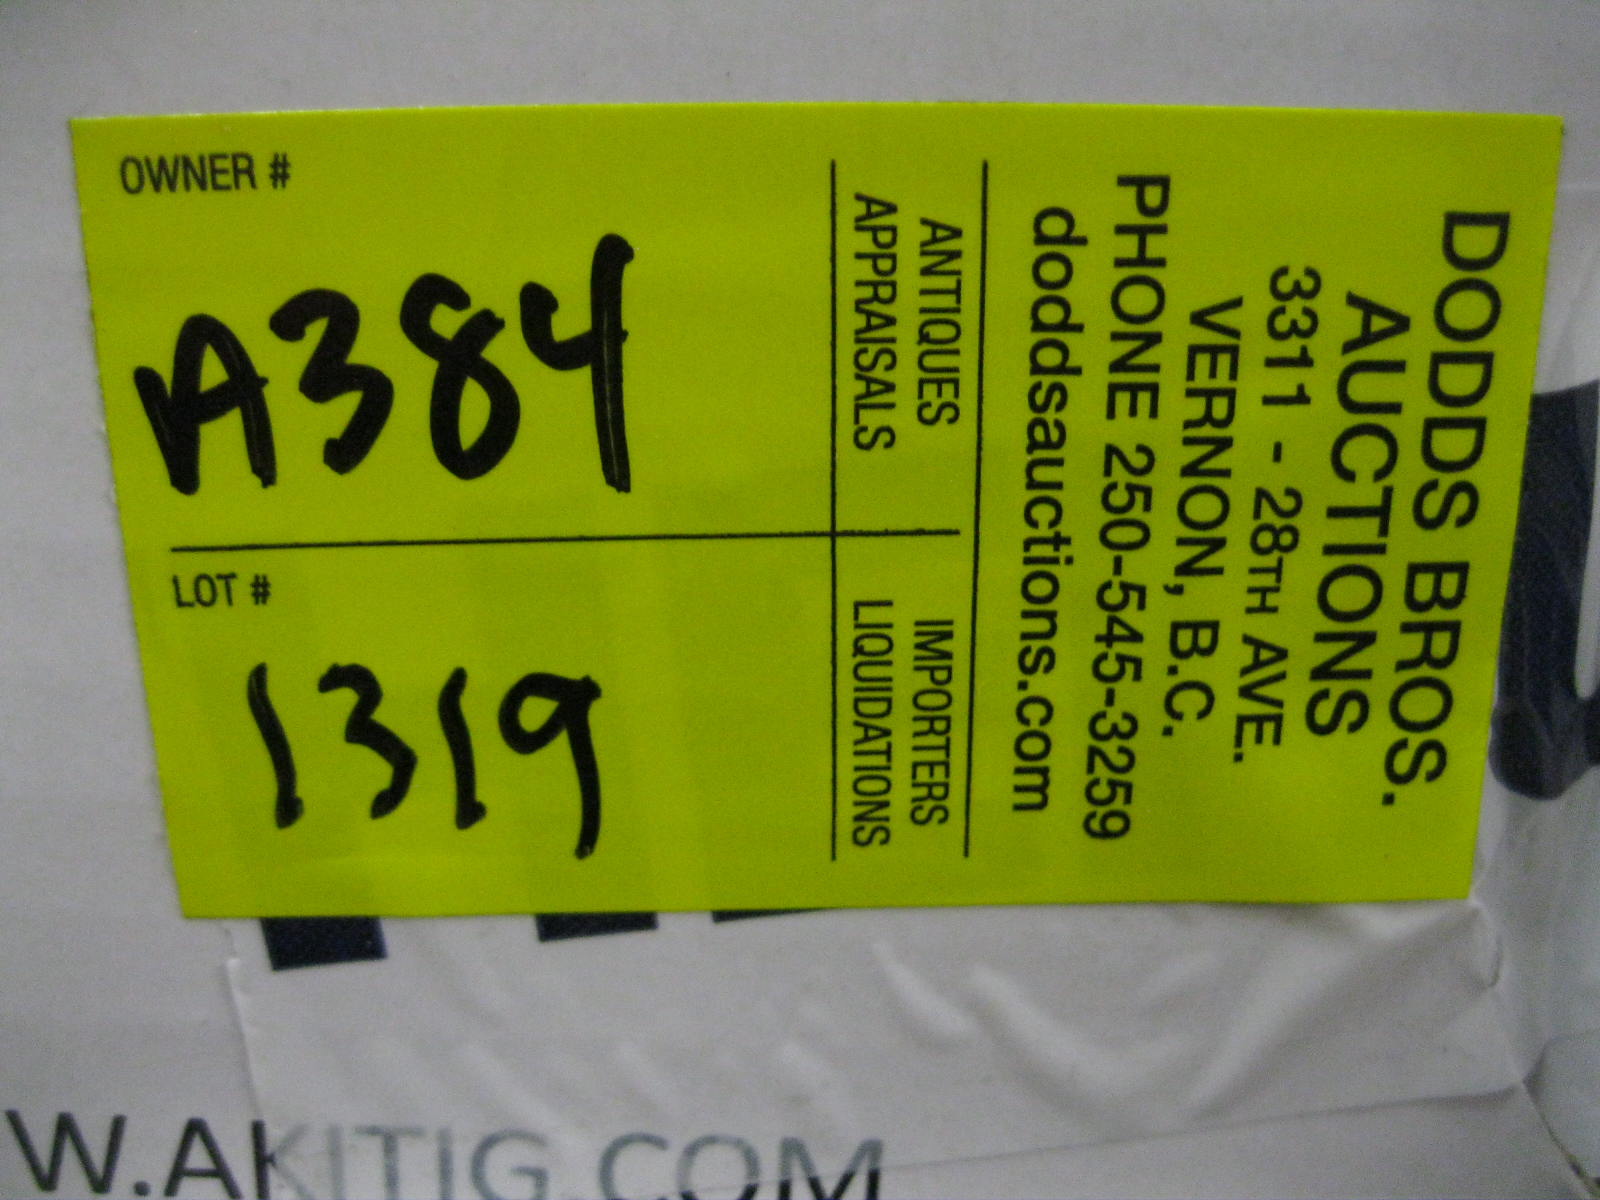 OWNER #
A384
LOT #
1319
DODDS BROS.
AUCTIONS
3311 - 28TH AVE.
VERNON, B.C.
PHONE 250-545-3259
doddsauctions.com
ANTIQUES
APPRAISALS
IMPORTERS
LIQUIDATIONS
W.AKITIG.COM